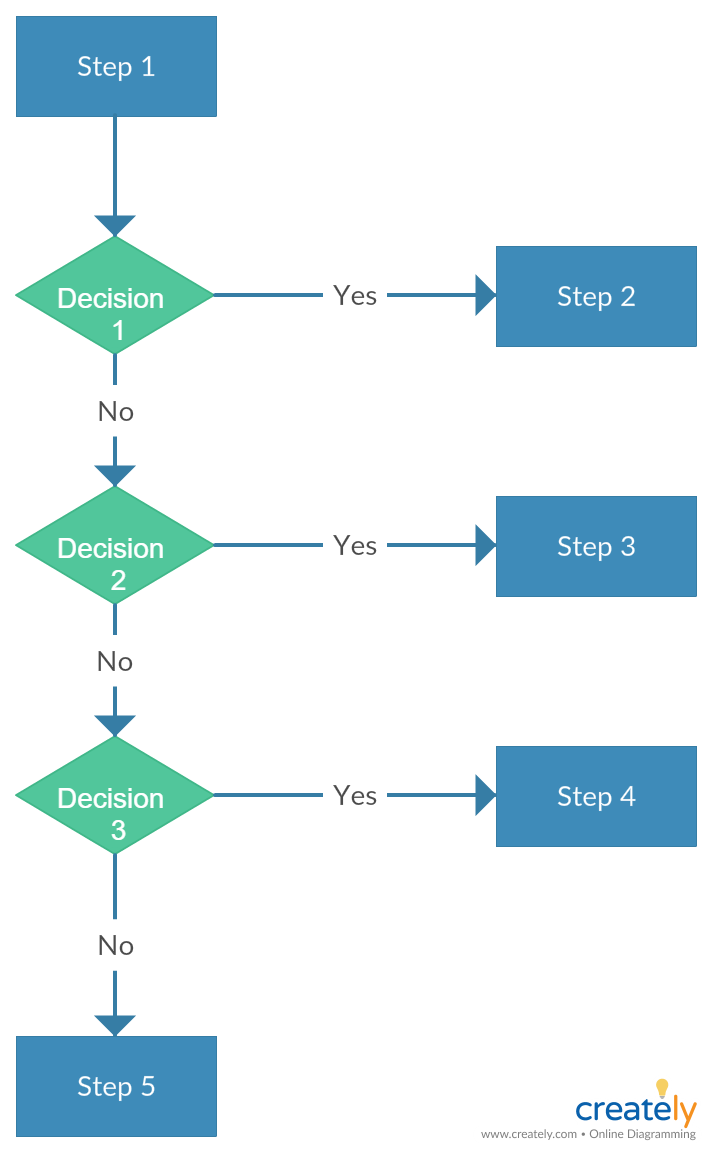 Step 1
Decision
1
Yes
Step 2
No
Decision
2
Yes
Step 3
No
Decision
3
Yes
Step 4
No
Step 5
creately
www.creately.com • Online Diagramming